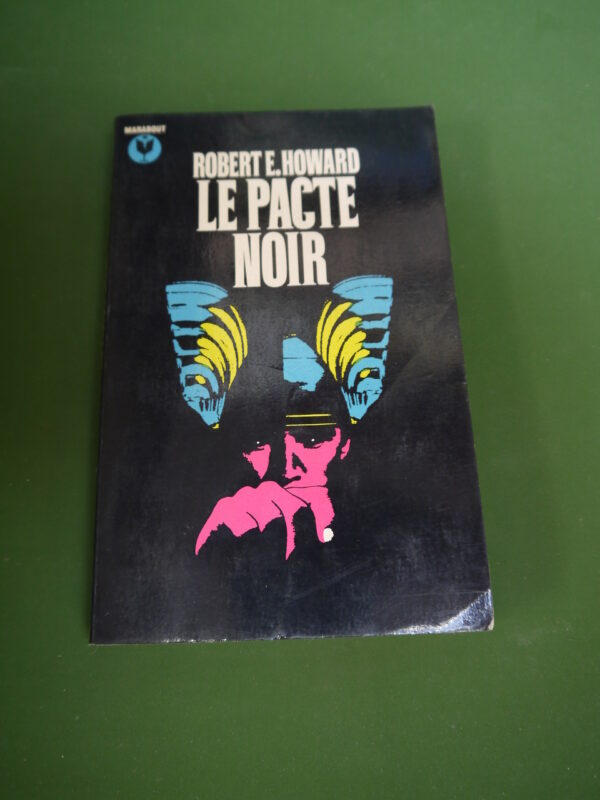 MARABOUT
ROBERT E. HOWARD
LE PACTE
NOIR